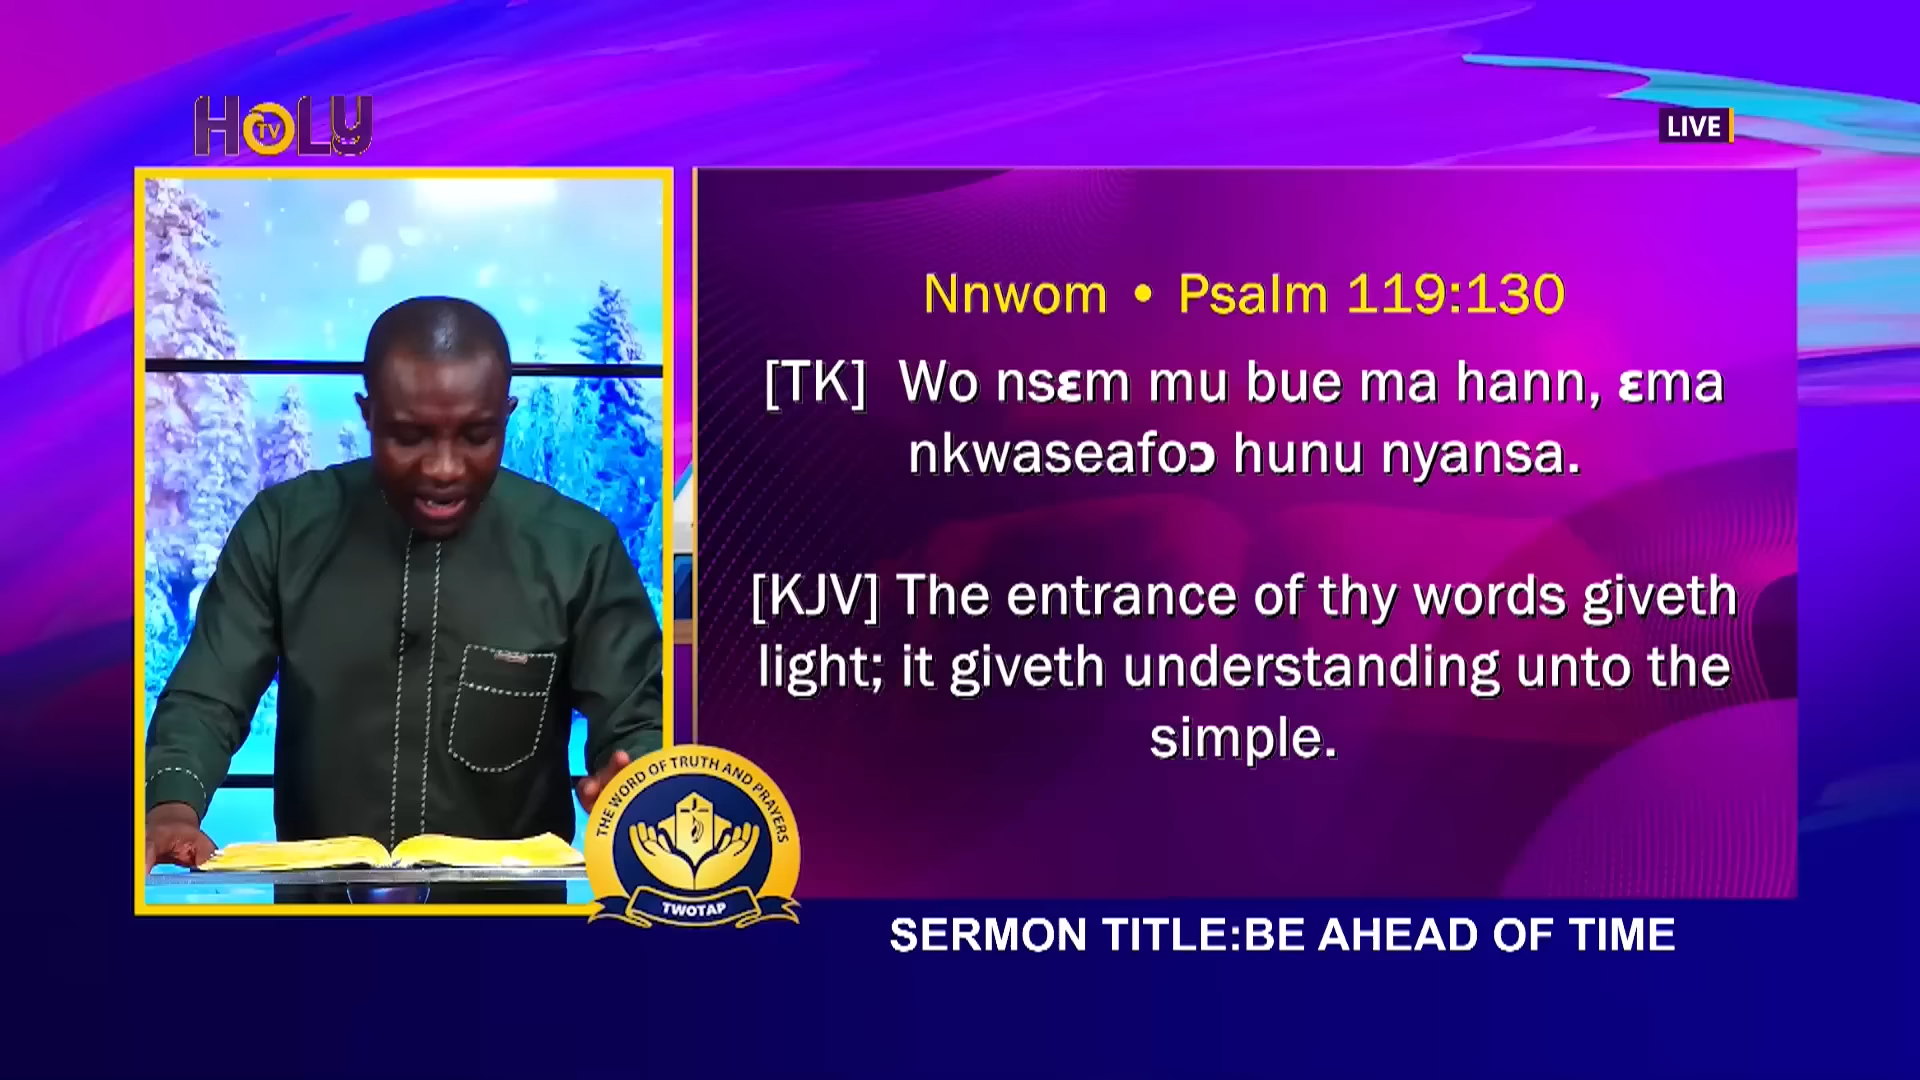 HOLY
TV
LIVE
Nnwom • Psalm 119:130
[TK] Wo nsɛm mu bue ma hann, ɛma
nkwaseafoɔ hunu nyansa.
[KJV] The entrance of thy words giveth
light; it giveth understanding unto the
simple.
THE WORD OF TRUTH AND PRAYERS
TWOTAP
SERMON TITLE:BE AHEAD OF TIME